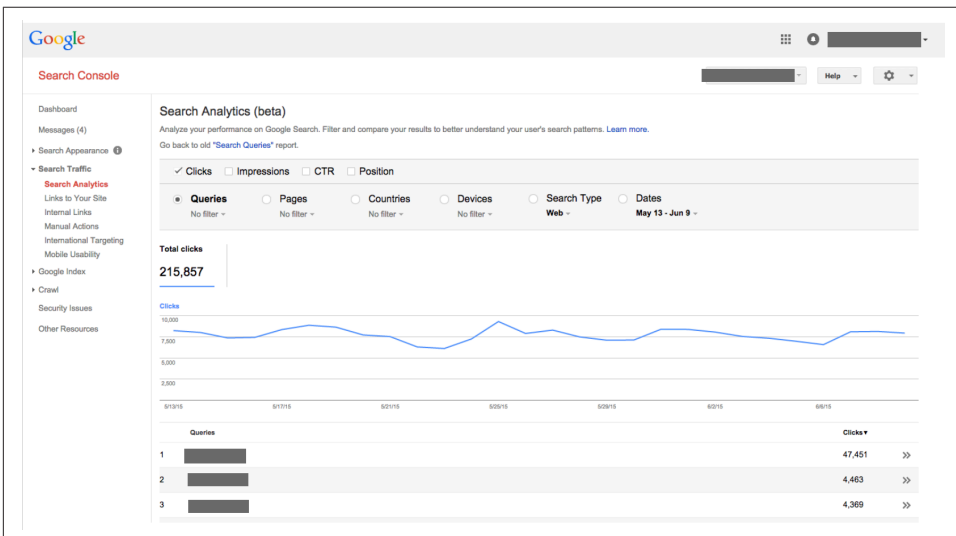 Google
Search Console
Help
Dashboard
Messages (4)
Search Appearance
Search Traffic
Search Analytics
Links to Your Site
Internal Links
Manual Actions
International Targeting
Mobile Usability
Google Index
Crawl
Security Issues
Other Resources
Search Analytics (beta)
Analyze your performance on Google Search. Filter and compare your results to better understand your user's search patterns. Learn more.
Go back to old "Search Queries" report.
Clicks Impressions CTR Position
Queries Pages Countries Devices Search Type Dates
No filter No filter No filter No filter Web May 13 - Jun 9
Total clicks
215,857
Clicks
10,000
7,500
5,000
2,500
5/13/15 5/17/15 5/21/15 5/25/15 5/29/15 6/2/15 6/6/15
Queries Clicks▼
1 47,451 »
2 4,463 »
3 4,369 »